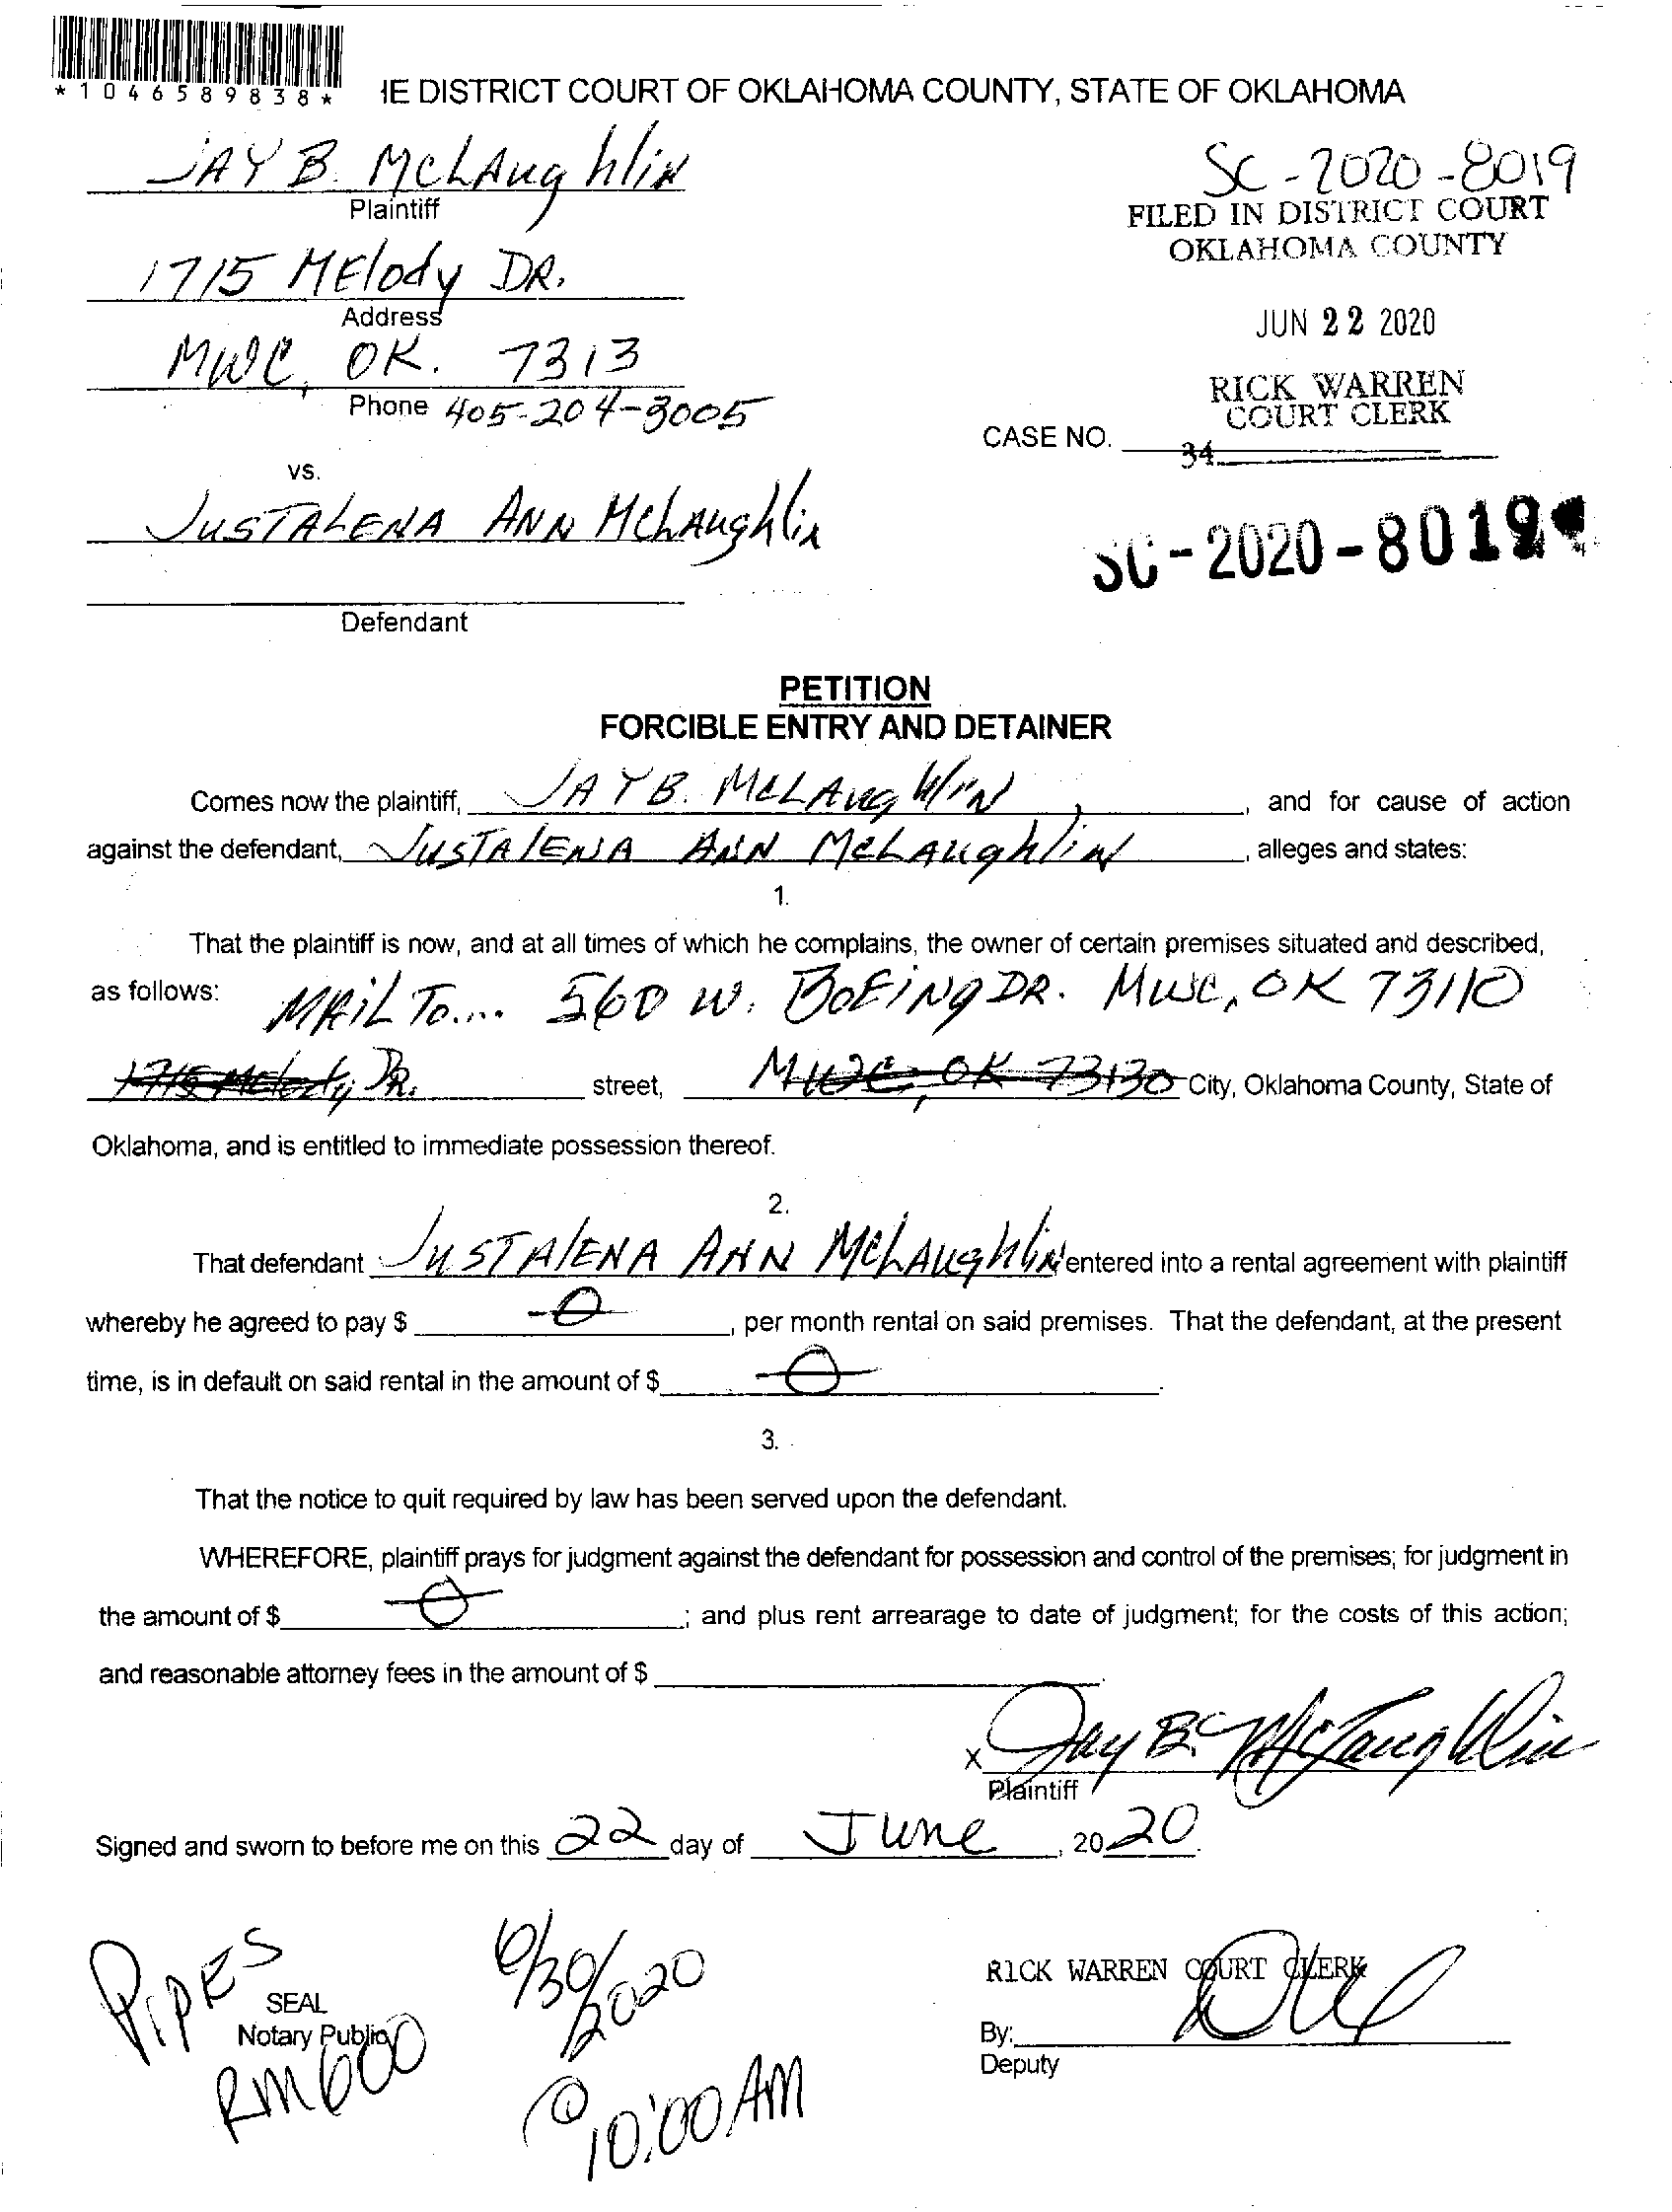 *1046589838*
HE DISTRICT COURT OF OKLAHOMA COUNTY, STATE OF OKLAHOMA
JAY B. McLAughliN
Plaintiff
SC-2020-8019
FILED IN DISTRICT COURT
OKLAHOMA COUNTY
1715 MElody DR.
Address
JUN 22 2020
MWC, OK. 7313
Phone 405-204-3005
RICK WARREN
COURT CLERK
CASE NO.
34
vs.
JUSTALENA ANN McLAughlin
SC-2020-8019
Defendant
PETITION
FORCIBLE ENTRY AND DETAINER
Comes now the plaintiff, JAY B. McLAughliN, and for cause of action
against the defendant, JUSTAlENA ANN McLAughliN, alleges and states:
1.
That the plaintiff is now, and at all times of which he complains, the owner of certain premises situated and described,
as follows: MAiL To.... 560 W. BOEiNg DR. MWC, OK 73110
1715 Melody DR. street, MWC, OK 73130 City, Oklahoma County, State of
Oklahoma, and is entitled to immediate possession thereof.
2.
That defendant JUSTAlENA ANN McLAughliN entered into a rental agreement with plaintiff
whereby he agreed to pay $ -0-, per month rental on said premises. That the defendant, at the present
time, is in default on said rental in the amount of $ -0-.
3.
That the notice to quit required by law has been served upon the defendant.
WHEREFORE, plaintiff prays for judgment against the defendant for possession and control of the premises; for judgment in
the amount of $ -0-; and plus rent arrearage to date of judgment; for the costs of this action;
and reasonable attorney fees in the amount of $
X Jay B. McLaughlin
Plaintiff
Signed and sworn to before me on this 22 day of June, 2020.
PiPES
SEAL
Notary Public
RM 600
6/30/2020
@ 10:00 AM
RICK WARREN COURT CLERK
By:
Deputy